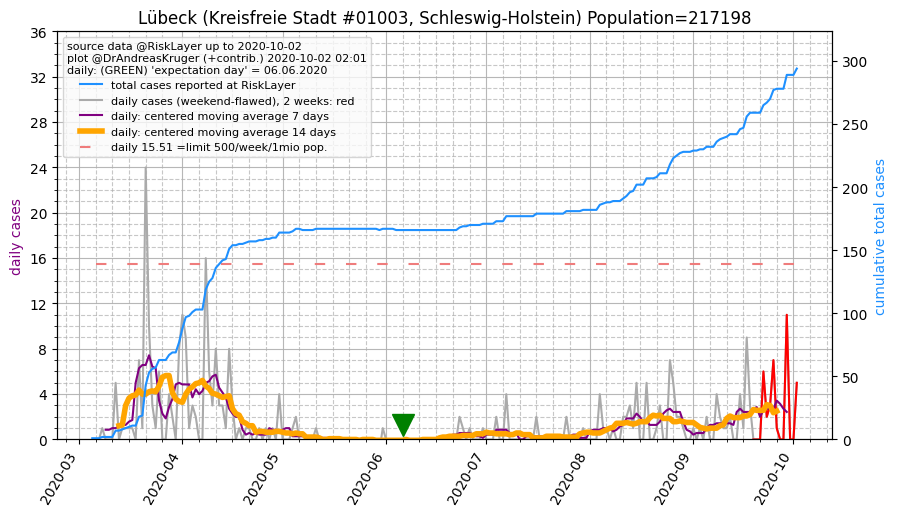 Lübeck (Kreisfreie Stadt #01003, Schleswig-Holstein) Population=217198
source data @RiskLayer up to 2020-10-02
plot @DrAndreasKruger (+contrib.) 2020-10-02 02:01
daily: (GREEN) 'expectation day' = 06.06.2020
total cases reported at RiskLayer
daily cases (weekend-flawed), 2 weeks: red
daily: centered moving average 7 days
daily: centered moving average 14 days
daily 15.51 =limit 500/week/1mio pop.
daily cases
36
32
28
24
20
16
12
8
4
0
cumulative total cases
300
250
200
150
100
50
0
2020-03
2020-04
2020-05
2020-06
2020-07
2020-08
2020-09
2020-10